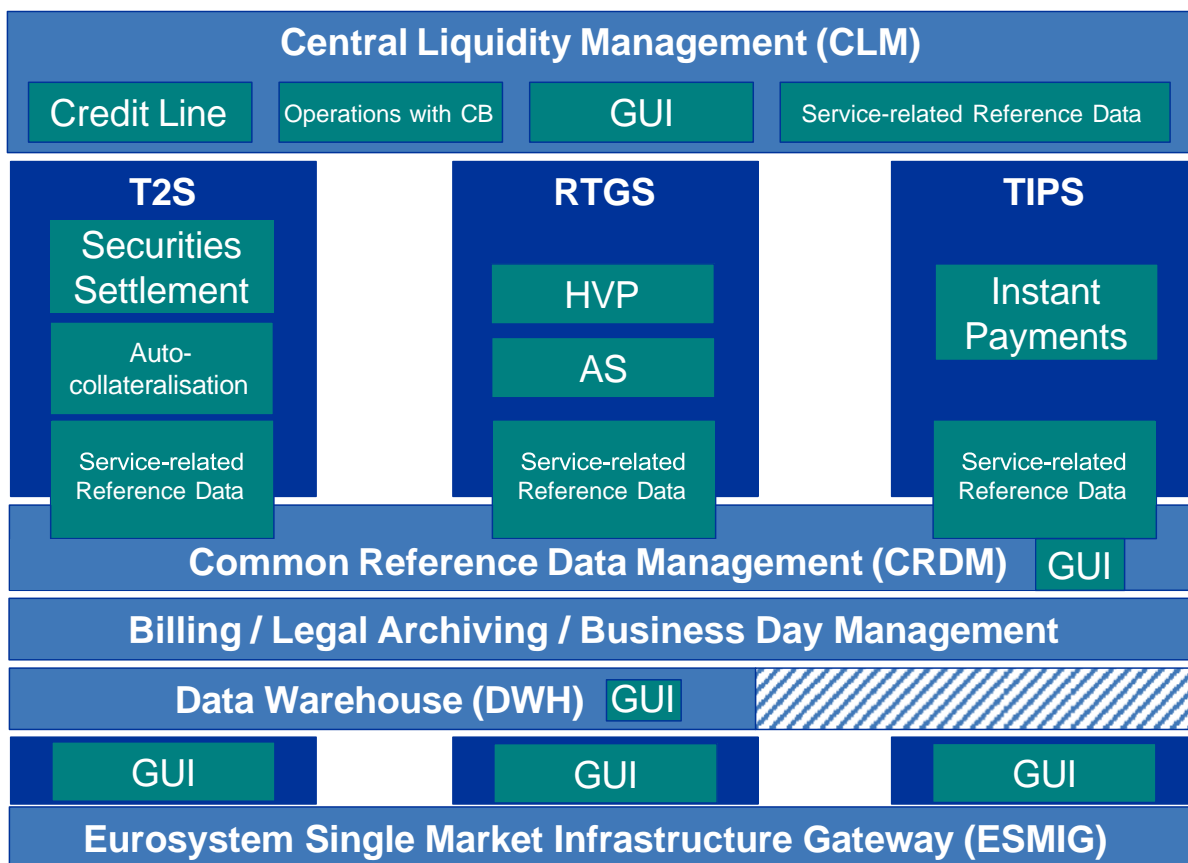 Central Liquidity Management (CLM)
Credit Line
Operations with CB
GUI
Service-related Reference Data
T2S
Securities
Settlement
Auto-
collateralisation
Service-related
Reference Data
RTGS
HVP
AS
Service-related
Reference Data
TIPS
Instant
Payments
Service-related
Reference Data
Common Reference Data Management (CRDM)
GUI
Billing / Legal Archiving / Business Day Management
Data Warehouse (DWH)
GUI
GUI
GUI
GUI
Eurosystem Single Market Infrastructure Gateway (ESMIG)